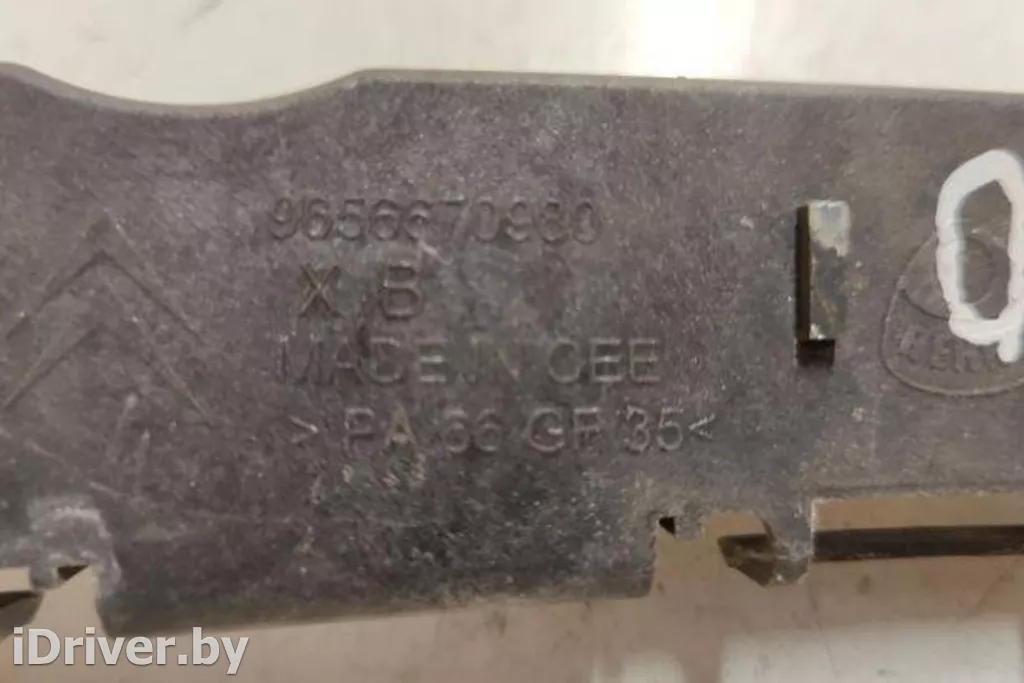 9656670980
X B
MADE IN CEE
> PA 66 GF 35 <
iDriver.by